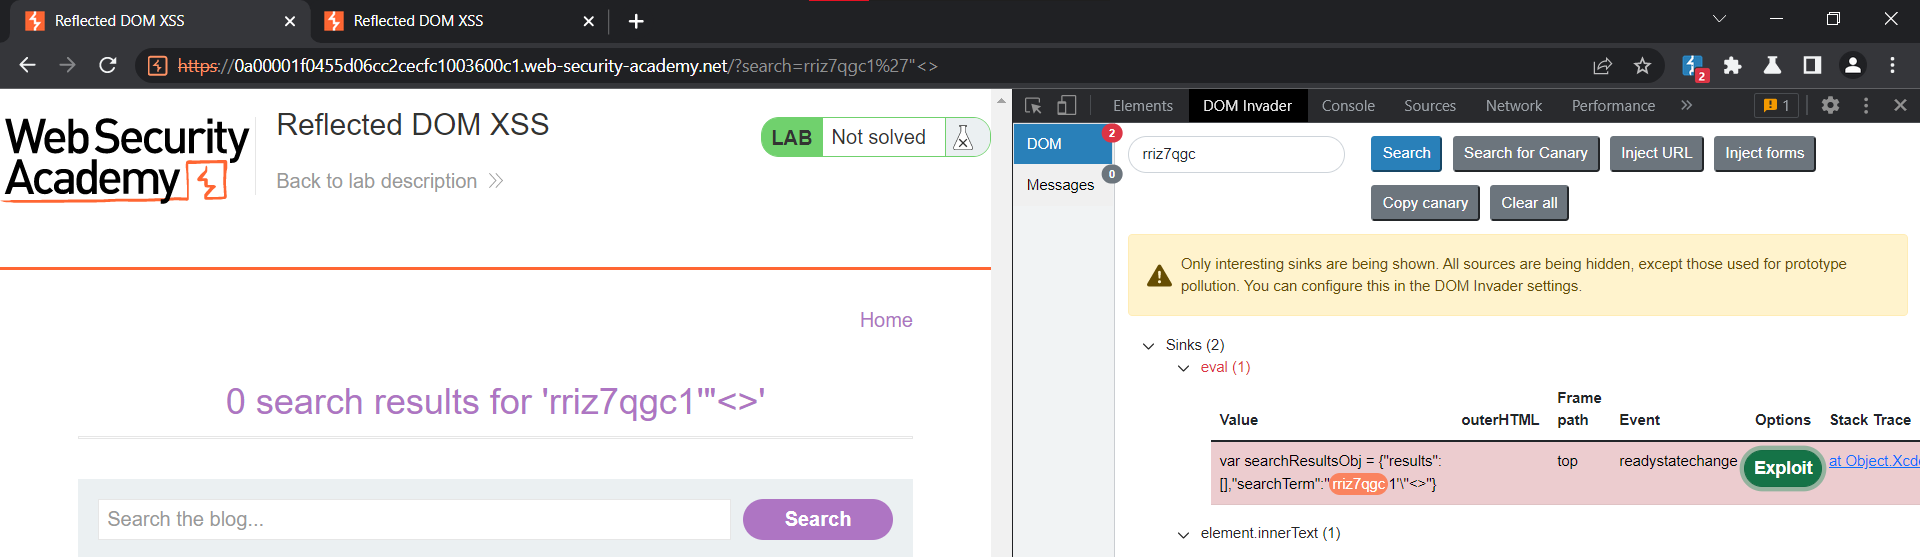 Reflected DOM XSS
Reflected DOM XSS
https://0a00001f0455d06cc2cecfc1003600c1.web-security-academy.net/?search=rriz7qgc1%27"<>
2
Web Security
Academy
Reflected DOM XSS
Back to lab description
LAB Not solved
Home
0 search results for 'rriz7qgc1'"<>'
Search the blog...
Search
Elements DOM Invader Console Sources Network Performance 1
DOM 2
Messages 0
rriz7qgc
Search Search for Canary Inject URL Inject forms
Copy canary Clear all
Only interesting sinks are being shown. All sources are being hidden, except those used for prototype
pollution. You can configure this in the DOM Invader settings.
Sinks (2)
eval (1)
Value outerHTML Frame path Event Options Stack Trace
var searchResultsObj = {"results":
[],"searchTerm":"rriz7qgc1'\"<>"}
top readystatechange Exploit at Object.Xcd
element.innerText (1)